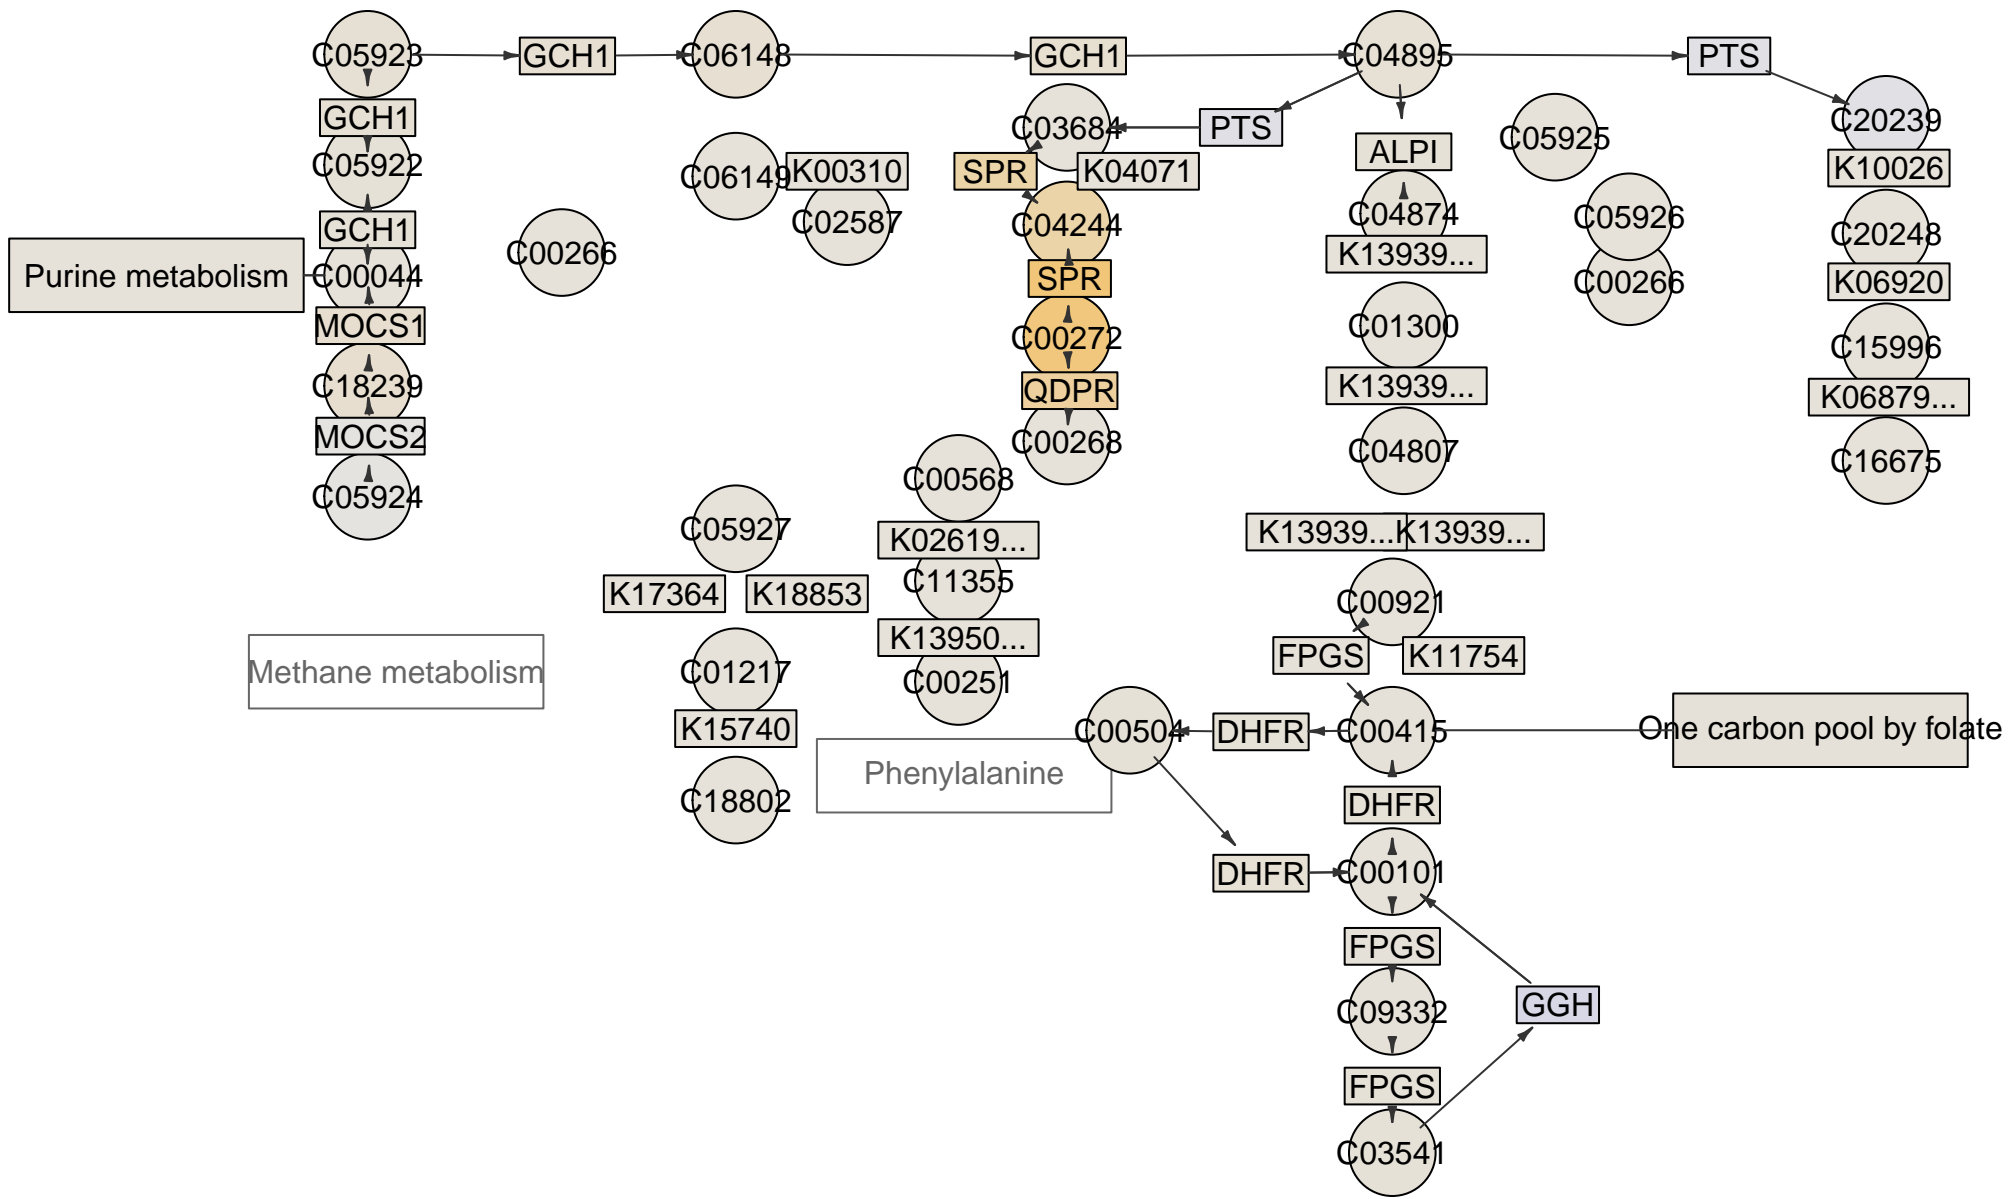 C05923
GCH1
C06148
GCH1
C04895
PTS
GCH1
C03684
PTS
C20239
C05922
SPR
K04071
ALPI
C05925
K10026
C06149
K00310
C02587
GCH1
C04244
C04874
C05926
C20248
C00266
K13939...
Purine metabolism
C00044
SPR
C00266
K06920
MOCS1
C00272
C01300
C15996
C18239
QDPR
K13939...
K06879...
MOCS2
C00268
C04807
C16675
C05924
C00568
C05927
K02619...
K13939...
K13939...
K17364
K18853
C11355
C00921
K13950...
FPGS
K11754
Methane metabolism
C01217
C00251
K15740
C00504
DHFR
C00415
One carbon pool by folate
Phenylalanine
C18802
DHFR
DHFR
C00101
FPGS
C09332
GGH
FPGS
C03541